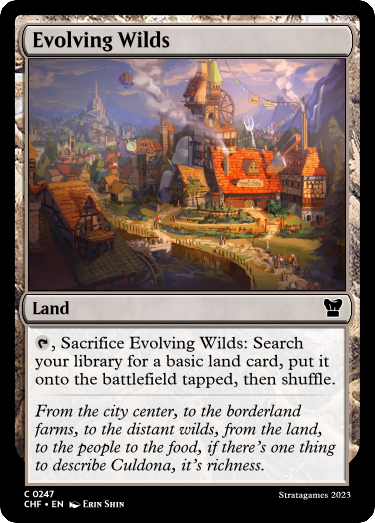 Evolving Wilds
Land
, Sacrifice Evolving Wilds: Search
your library for a basic land card, put it
onto the battlefield tapped, then shuffle.
From the city center, to the borderland
farms, to the distant wilds, from the land,
to the people to the food, if there's one thing
to describe Culdona, it's richness.
C 0247
CHF • EN Erin Shin
Stratagames 2023